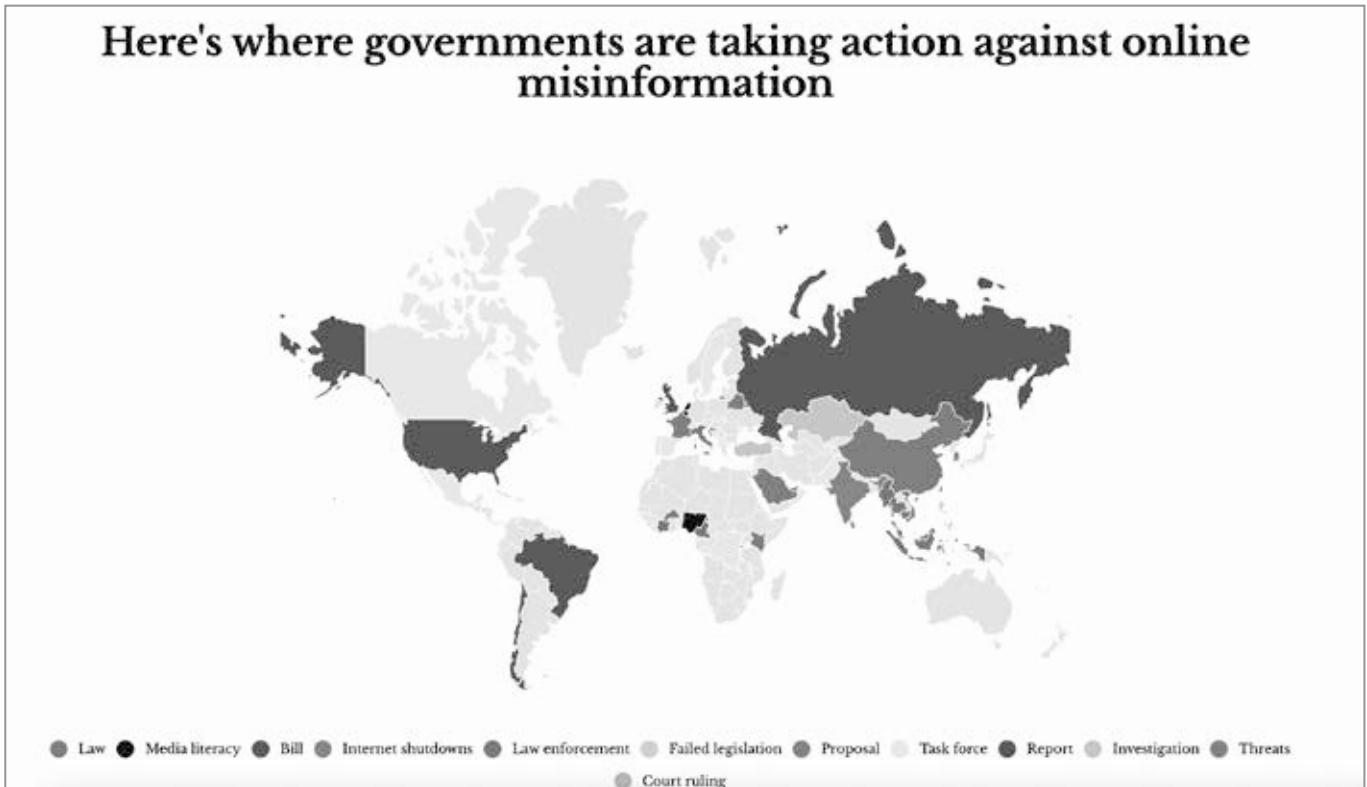 Here's where governments are taking action against online
misinformation
Law Media literacy Bill Internet shutdowns Law enforcement Failed legislation Proposal Task force Report Investigation Threats
Court ruling